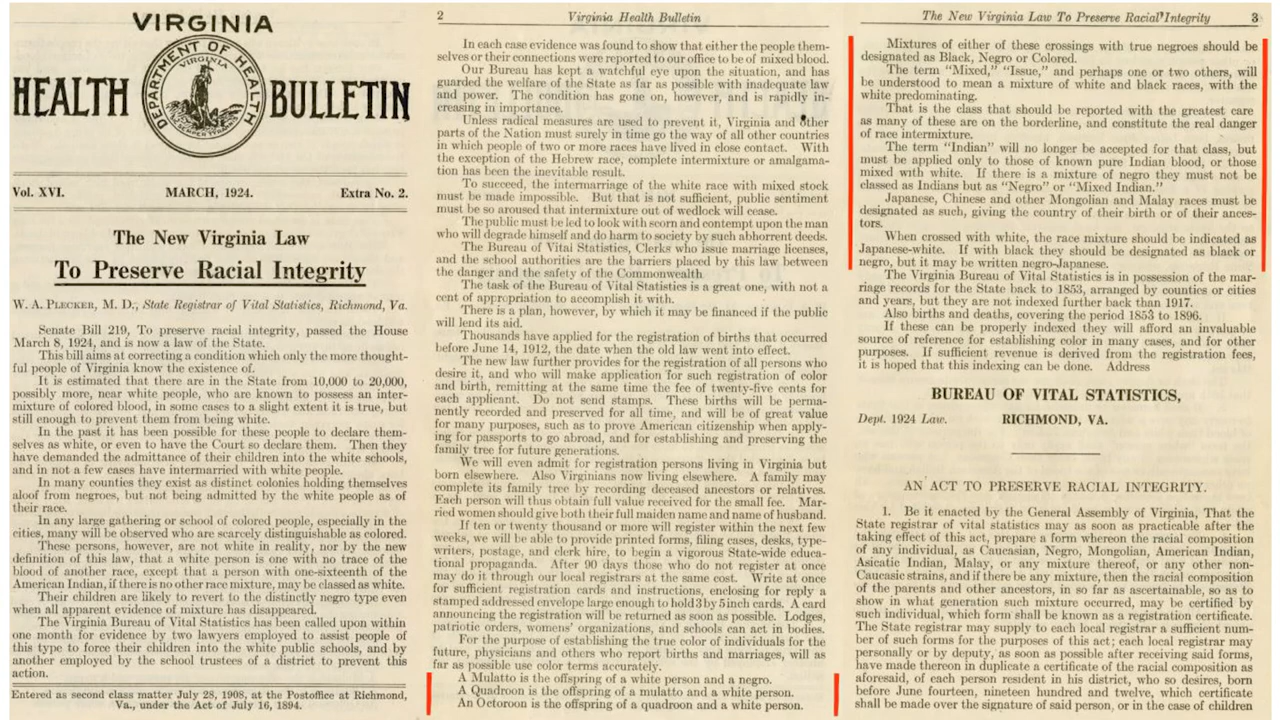 VIRGINIA
HEALTH BULLETIN
DEPARTMENT OF HEALTH
VIRGINIA
Vol. XVI. MARCH, 1924. Extra No. 2.
The New Virginia Law
To Preserve Racial Integrity
W. A. PLECKER, M. D., State Registrar of Vital Statistics, Richmond, Va.
Senate Bill 219, To preserve racial integrity, passed the House
March 8, 1924, and is now a law of the State.
This bill aims at correcting a condition which only the more thought-
ful people of Virginia know the existence of.
It is estimated that there are in the State from 10,000 to 20,000,
possibly more, near white people, who are known to possess an inter-
mixture of colored blood, in some cases to a slight extent it is true, but
still enough to prevent them from being white.
In the past it has been possible for these people to declare them-
selves as white, or even to have the Court so declare them. Then they
have demanded the admittance of their children into the white schools,
and in not a few cases have intermarried with white people.
In many counties they exist as distinct colonies holding themselves
aloof from negroes, but not being admitted by the white people as of
their race.
In any large gathering or school of colored people, especially in the
cities, many will be observed who are scarcely distinguishable as colored.
These persons, however, are not white in reality, nor by the new
definition of this law, that a white person is one with no trace of the
blood of another race, except that a person with one-sixteenth of the
American Indian, if there is no other race mixture, may be classed as white.
Their children are likely to revert to the distinctly negro type even
when all apparent evidence of mixture has disappeared.
The Virginia Bureau of Vital Statistics has been called upon within
one month for evidence by two lawyers employed to assist people of
this type to force their children into the white public schools, and by
another employed by the school trustees of a district to prevent this
action.
Entered as second class matter July 28, 1908, at the Postoffice at Richmond,
Va., under the Act of July 16, 1894.
2 Virginia Health Bulletin
In each case evidence was found to show that either the people them-
selves or their connections were reported to our office to be of mixed blood.
Our Bureau has kept a watchful eye upon the situation, and has
guarded the welfare of the State as far as possible with inadequate law
and power. The condition has gone on, however, and is rapidly in-
creasing in importance.
Unless radical measures are used to prevent it, Virginia and other
parts of the Nation must surely in time go the way of all other countries
in which people of two or more races have lived in close contact. With
the exception of the Hebrew race, complete intermixture or amalgama-
tion has been the inevitable result.
To succeed, the intermarriage of the white race with mixed stock
must be made impossible. But that is not sufficient, public sentiment
must be so aroused that intermixture out of wedlock will cease.
The public must be led to look with scorn and contempt upon the man
who will degrade himself and do harm to society by such abhorrent deeds.
The Bureau of Vital Statistics, Clerks who issue marriage licenses,
and the school authorities are the barriers placed by this law between
the danger and the safety of the Commonwealth.
The task of the Bureau of Vital Statistics is a great one, with not a
cent of appropriation to accomplish it with.
There is a plan, however, by which it may be financed if the public
will lend its aid.
Thousands have applied for the registration of births that occurred
before June 14, 1912, the date when the old law went into effect.
The new law further provides for the registration of all persons who
desire it, and who will make application for such registration of color
and birth, remitting at the same time the fee of twenty-five cents for
each applicant. Do not send stamps. These births will be perma-
nently recorded and preserved for all time, and will be of great value
for many purposes, such as to prove American citizenship when apply-
ing for passports to go abroad, and for establishing and preserving the
family tree for future generations.
We will even admit for registration persons living in Virginia but
born elsewhere. Also Virginians now living elsewhere. A family may
complete its family tree by recording deceased ancestors or relatives.
Each person will thus obtain full value received for the small fee. Mar-
ried women should give both their full maiden name and name of husband.
If ten or twenty thousand or more will register within the next few
weeks, we will be able to provide printed forms, filing cases, desks, type-
writers, postage, and clerk hire, to begin a vigorous State-wide educa-
tional propaganda. After 90 days those who do not register at once
may do it through our local registrars at the same cost. Write at once
for sufficient registration cards and instructions, enclosing for reply a
stamped addressed envelope large enough to hold 3 by 5 inch cards. A card
announcing the registration will be returned as soon as possible. Lodges,
patriotic orders, womens' organizations, and schools can act in bodies.
For the purpose of establishing the true color of individuals for the
future, physicians and others who report births and marriages, will as
far as possible use color terms accurately.
A Mulatto is the offspring of a white person and a negro.
A Quadroon is the offspring of a mulatto and a white person.
An Octoroon is the offspring of a quadroon and a white person.
The New Virginia Law To Preserve Racial Integrity 3
Mixtures of either of these crossings with true negroes should be
designated as Black, Negro or Colored.
The term "Mixed," "Issue," and perhaps one or two others, will
be understood to mean a mixture of white and black races, with the
white predominating.
That is the class that should be reported with the greatest care
as many of these are on the borderline, and constitute the real danger
of race intermixture.
The term "Indian" will no longer be accepted for that class, but
must be applied only to those of known pure Indian blood, or those
mixed with white. If there is a mixture of negro they must not be
classed as Indians but as "Negro" or "Mixed Indian."
Japanese, Chinese and other Mongolian and Malay races must be
designated as such, giving the country of their birth or of their ances-
tors.
When crossed with white, the race mixture should be indicated as
Japanese-white. If with black they should be designated as black or
negro, but it may be written negro-Japanese.
The Virginia Bureau of Vital Statistics is in possession of the mar-
riage records for the State back to 1853, arranged by counties or cities
and years, but they are not indexed further back than 1917.
Also births and deaths, covering the period 1853 to 1896.
If these can be properly indexed they will afford an invaluable
source of reference for establishing color in many cases, and for other
purposes. If sufficient revenue is derived from the registration fees,
it is hoped that this indexing can be done. Address
BUREAU OF VITAL STATISTICS,
Dept. 1924 Law. RICHMOND, VA.
AN ACT TO PRESERVE RACIAL INTEGRITY.
1. Be it enacted by the General Assembly of Virginia, That the
State registrar of vital statistics may as soon as practicable after the
taking effect of this act, prepare a form whereon the racial composition
of any individual, as Caucasian, Negro, Mongolian, American Indian,
Asicatic Indian, Malay, or any mixture thereof, or any other non-
Caucasic strains, and if there be any mixture, then the racial composition
of the parents and other ancestors, in so far as ascertainable, so as to
show in what generation such mixture occurred, may be certified by
such individual, which form shall be known as a registration certificate.
The State registrar may supply to each local registrar a sufficient num-
ber of such forms for the purposes of this act; each local registrar may
personally or by deputy, as soon as possible after receiving said forms,
have made thereon in duplicate a certificate of the racial composition as
aforesaid, of each person resident in his district, who so desires, born
before June fourteen, nineteen hundred and twelve, which certificate
shall be made over the signature of said person, or in the case of children